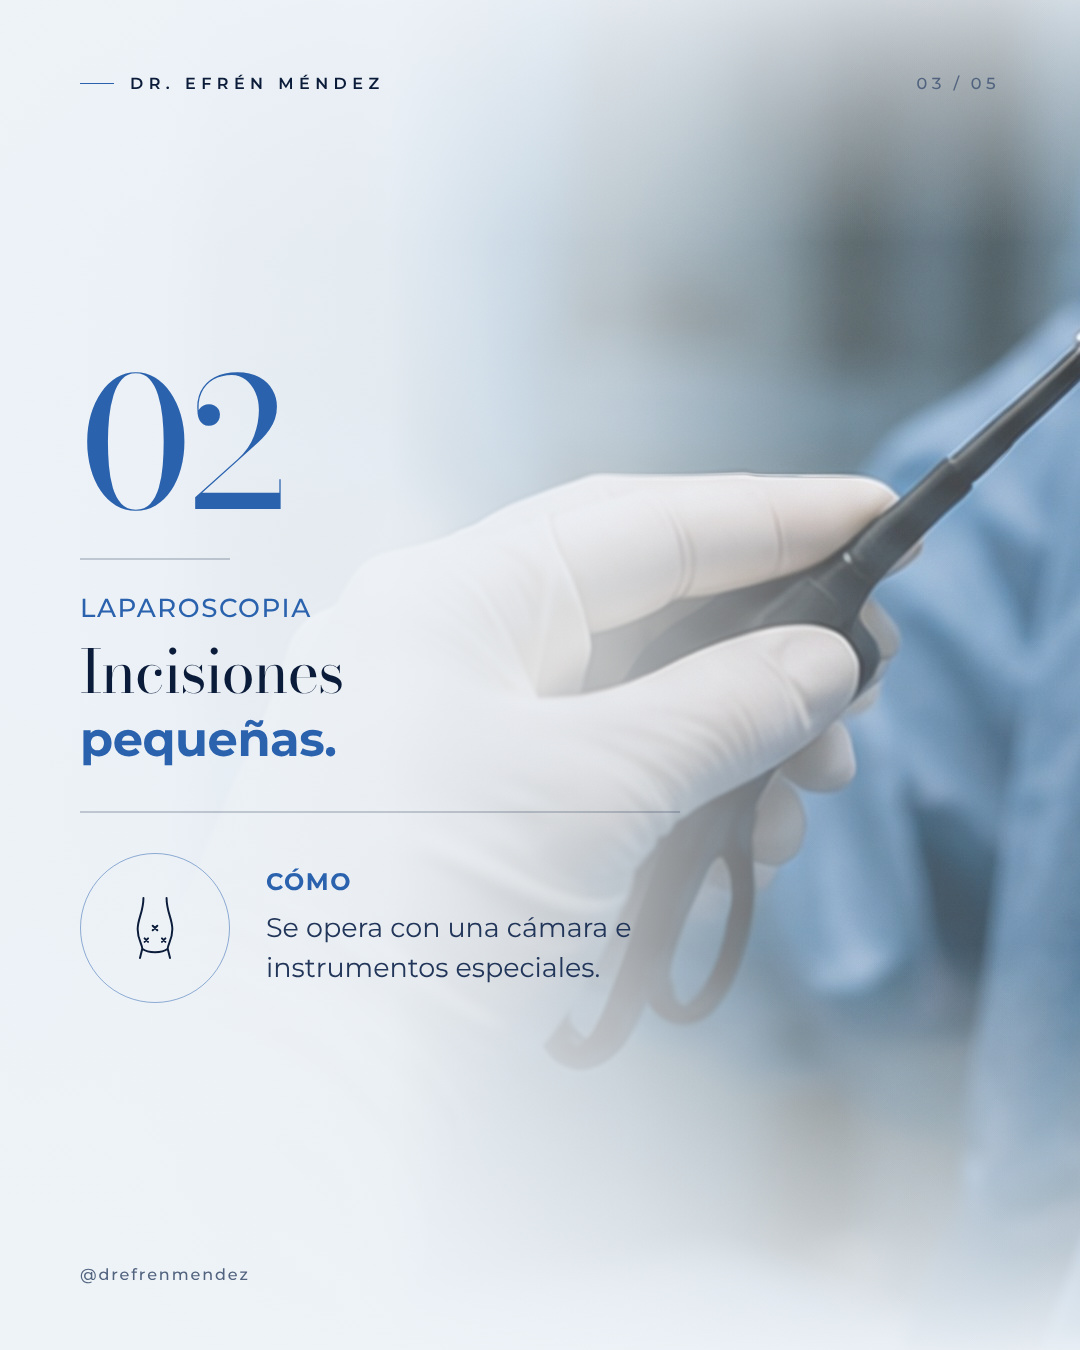 DR. EFRÉN MÉNDEZ
03 / 05
02
LAPAROSCOPIA
Incisiones
pequeñas.
CÓMO
Se opera con una cámara e
instrumentos especiales.
@drefrenmendez